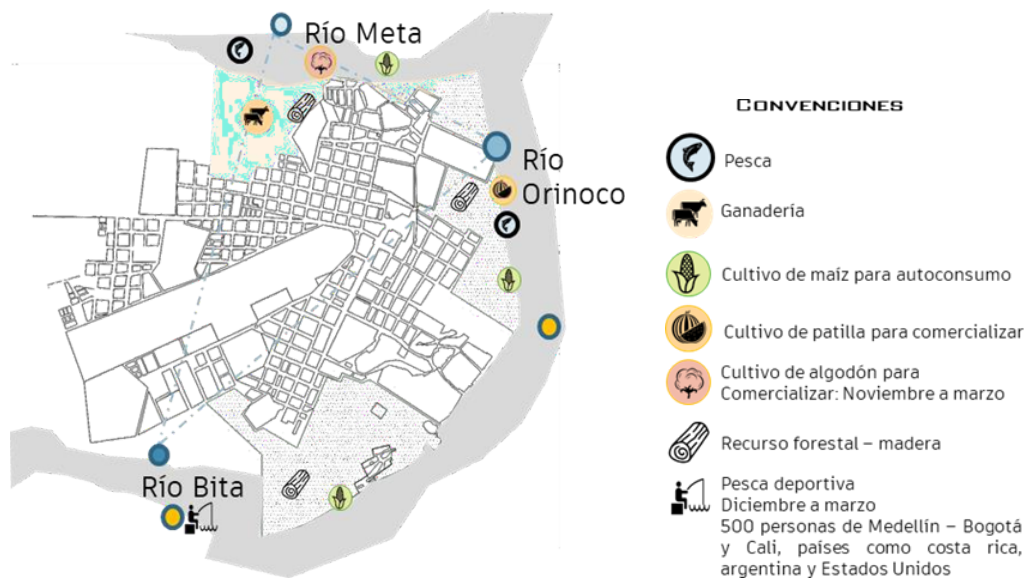 Río Meta
Río
Orinoco
Río Bita
CONVENCIONES
Pesca
Ganadería
Cultivo de maíz para autoconsumo
Cultivo de patilla para comercializar
Cultivo de algodón para
Comercializar: Noviembre a marzo
Recurso forestal – madera
Pesca deportiva
Diciembre a marzo
500 personas de Medellín – Bogotá
y Cali, países como costa rica,
argentina y Estados Unidos